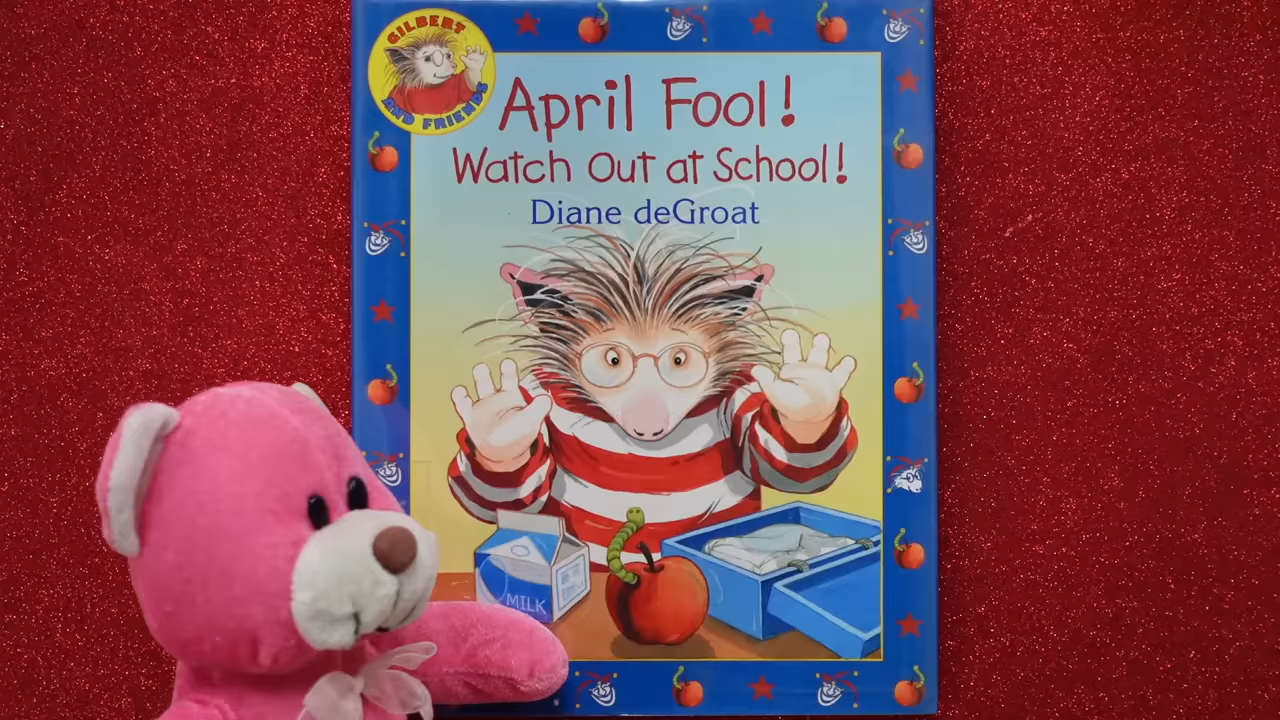 GILBERT
AND FRIENDS
April Fool!
Watch Out at School!
Diane deGroat
MILK